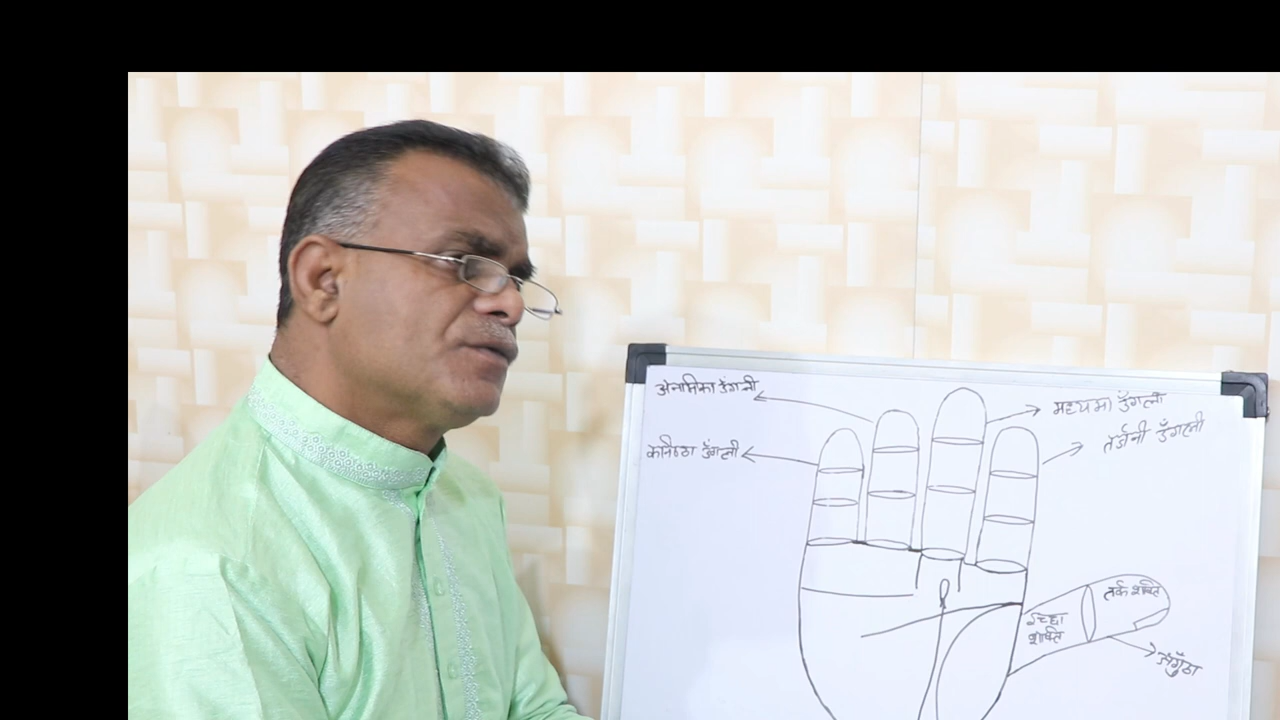 अनामिका उँगली
मध्यमा उँगली
तर्जनी उँगली
कनिष्ठा उँगली
तर्क शक्ति
इच्छा
शक्ति
अँगुठा